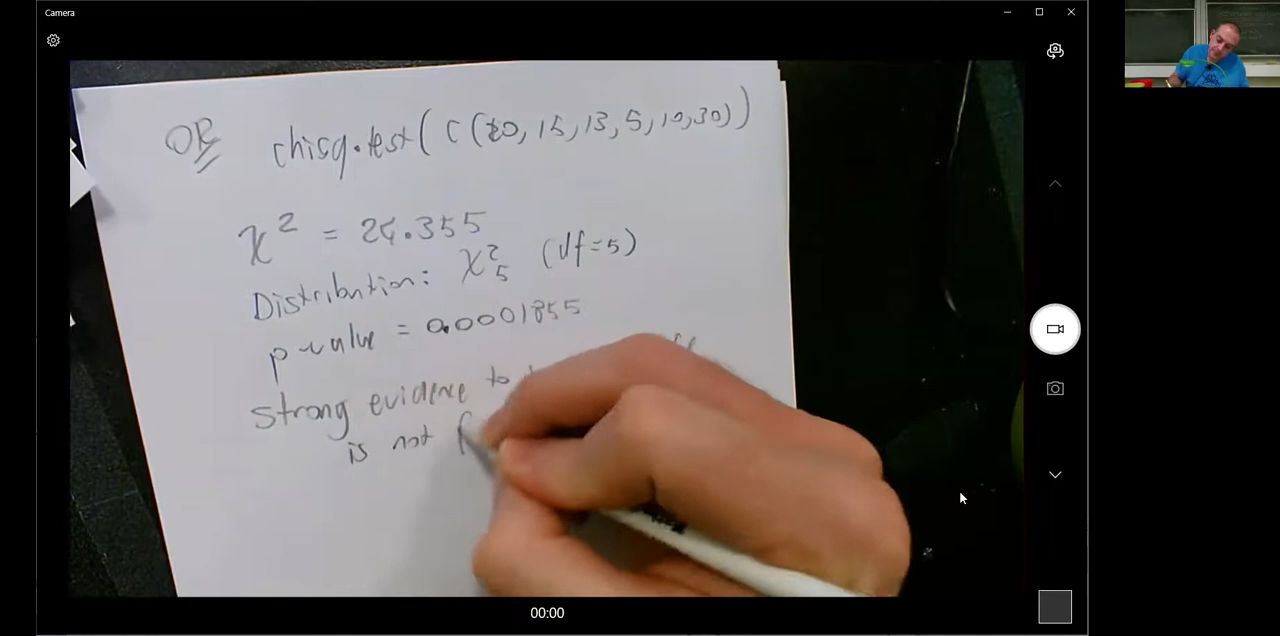 Camera
OR chisq.test(c(20, 15, 13, 5, 10, 30))
χ² = 24.355
Distribution: χ²₅ (df=5)
p-value = 0.0001855
Strong evidence to
is not
00:00